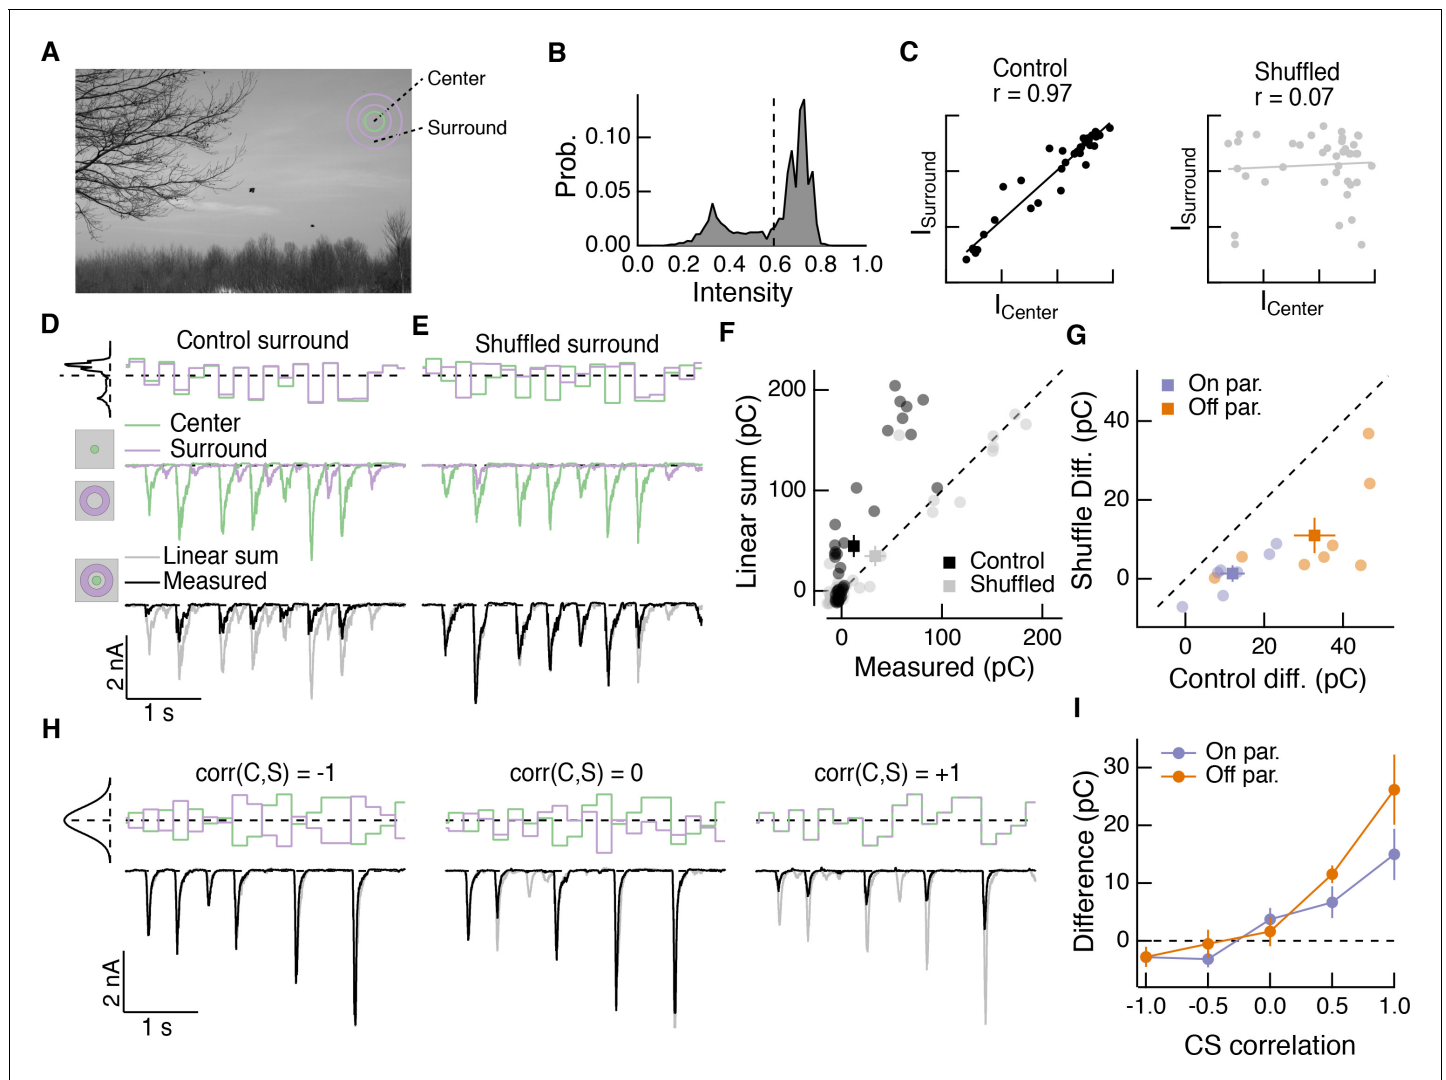 A
Center
Surround
B
Prob.
0.10
0.05
0.00
0.0 0.2 0.4 0.6 0.8 1.0
Intensity
C
Control
r = 0.97
I Surround
I Center
Shuffled
r = 0.07
I Surround
I Center
D
Control surround
Center
Surround
Linear sum
Measured
2 nA
1 s
E
Shuffled surround
F
Linear sum (pC)
200
100
0
Control
Shuffled
0 100 200
Measured (pC)
G
Shuffle Diff. (pC)
On par.
Off par.
40
20
0
0 20 40
Control diff. (pC)
H
corr(C,S) = -1
corr(C,S) = 0
corr(C,S) = +1
2 nA
1 s
I
Difference (pC)
On par.
Off par.
30
20
10
0
-1.0 -0.5 0.0 0.5 1.0
CS correlation